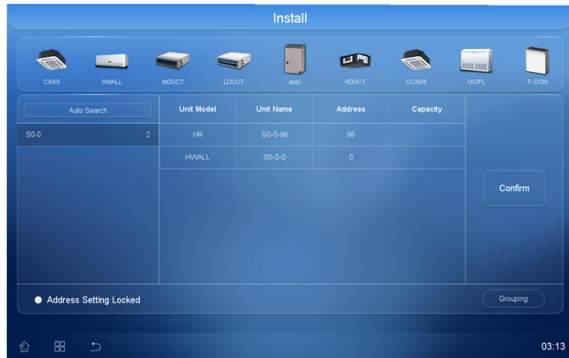 Install
CASS HWALL MDUCT LDUCT AHU HDUCT CCASS UC/FL F-CON
Auto Search Unit Model Unit Name Address Capacity
S0-0 2 HR S0-0-96 96
HWALL S0-0-0 0
Confirm
Address Setting Locked Grouping
03:13